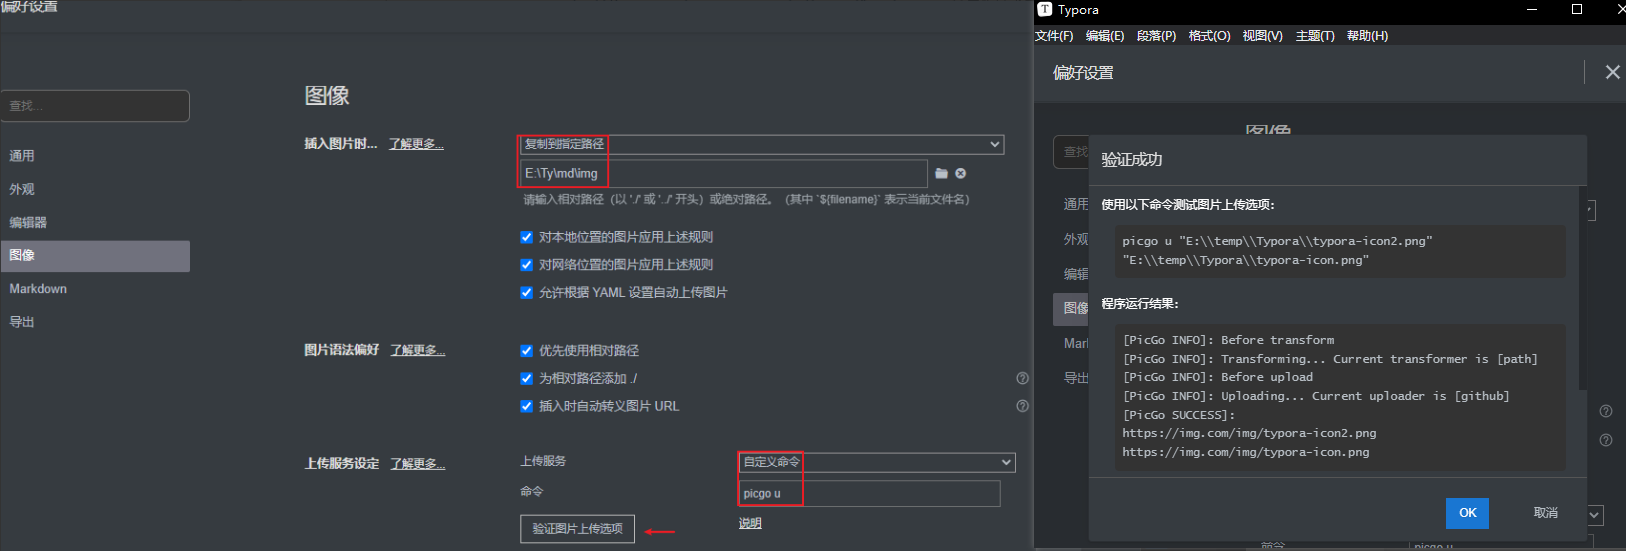 偏好设置
查找...
通用
外观
编辑器
图像
Markdown
导出
图像
插入图片时... 了解更多...
复制到指定路径
E:\Ty\md\img
请输入相对路径（以 './' 或 '../' 开头）或绝对路径。（其中 `${filename}` 表示当前文件名）
对本地位置的图片应用上述规则
对网络位置的图片应用上述规则
允许根据 YAML 设置自动上传图片
图片语法偏好 了解更多...
优先使用相对路径
为相对路径添加 ./
插入时自动转义图片 URL
上传服务设定 了解更多...
上传服务 自定义命令
命令 picgo u
验证图片上传选项 说明
T Typora
文件(F) 编辑(E) 段落(P) 格式(O) 视图(V) 主题(T) 帮助(H)
偏好设置
图像
查找
通用
外观
编辑
图像
Mar
导出
验证成功
使用以下命令测试图片上传选项：
picgo u "E:\\temp\\Typora\\typora-icon2.png"
"E:\\temp\\Typora\\typora-icon.png"
程序运行结果：
[PicGo INFO]: Before transform
[PicGo INFO]: Transforming... Current transformer is [path]
[PicGo INFO]: Before upload
[PicGo INFO]: Uploading... Current uploader is [github]
[PicGo SUCCESS]:
https://img.com/img/typora-icon2.png
https://img.com/img/typora-icon.png
OK 取消
命令 picgo u